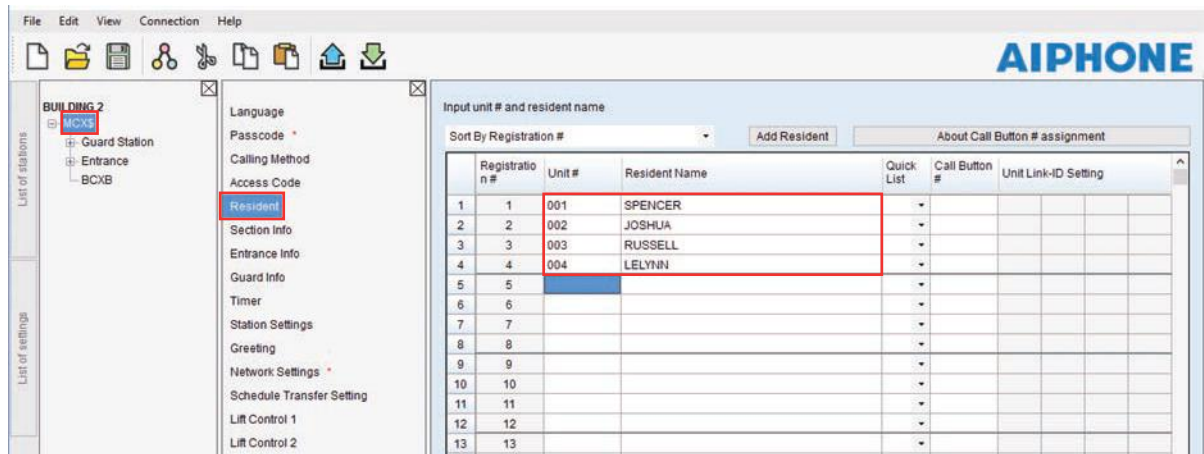 File Edit View Connection Help
AIPHONE
List of stations
List of settings
BUILDING 2
MCX$
Guard Station
Entrance
BCXB
Language
Passcode *
Calling Method
Access Code
Resident
Section Info
Entrance Info
Guard Info
Timer
Station Settings
Greeting
Network Settings *
Schedule Transfer Setting
Lift Control 1
Lift Control 2
Input unit # and resident name
Sort By Registration # Add Resident About Call Button # assignment
Registratio Unit # Resident Name Quick Call Button Unit Link-ID Setting
n # List #
1 1 001 SPENCER
2 2 002 JOSHUA
3 3 003 RUSSELL
4 4 004 LELYNN
5 5
6 6
7 7
8 8
9 9
10 10
11 11
12 12
13 13